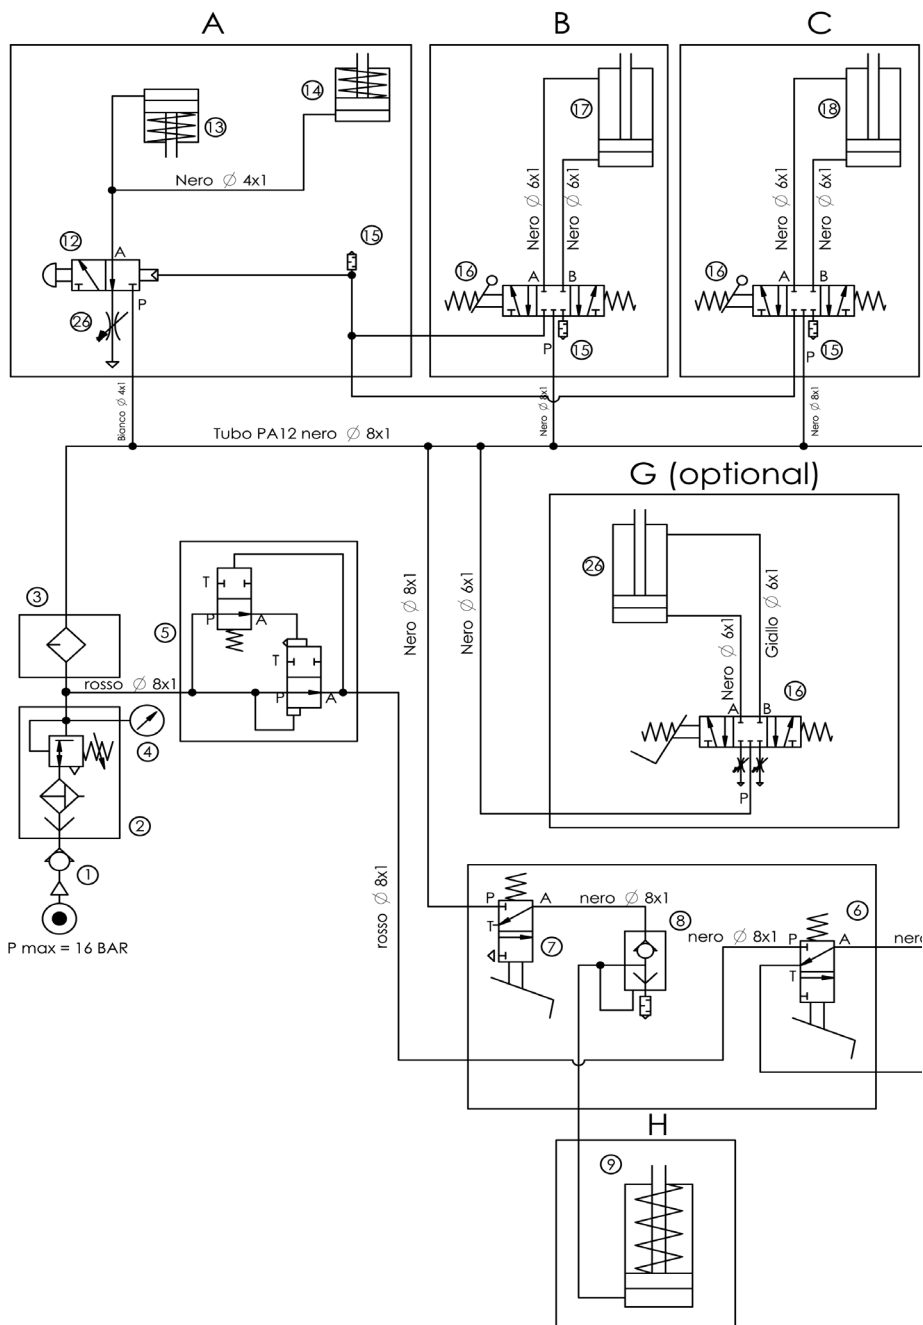 A
B
C
14
13
17
18
Nero Ø 4x1
Nero Ø 6x1
Nero Ø 6x1
Nero Ø 6x1
Nero Ø 6x1
12
A
15
16
A
B
16
A
B
P
26
P
15
P
15
Bianco Ø 4x1
Nero Ø 8x1
Nero Ø 8x1
Tubo PA12 nero Ø 8x1
G (optional)
26
3
5
T
P
A
T
P
A
Nero Ø 8x1
Nero Ø 6x1
Nero Ø 6x1
Giallo Ø 6x1
rosso Ø 8x1
A
B
16
4
P
2
1
rosso Ø 8x1
P max = 16 BAR
P
A
nero Ø 8x1
T
7
8
6
nero Ø 8x1
P
A
nero
T
H
9